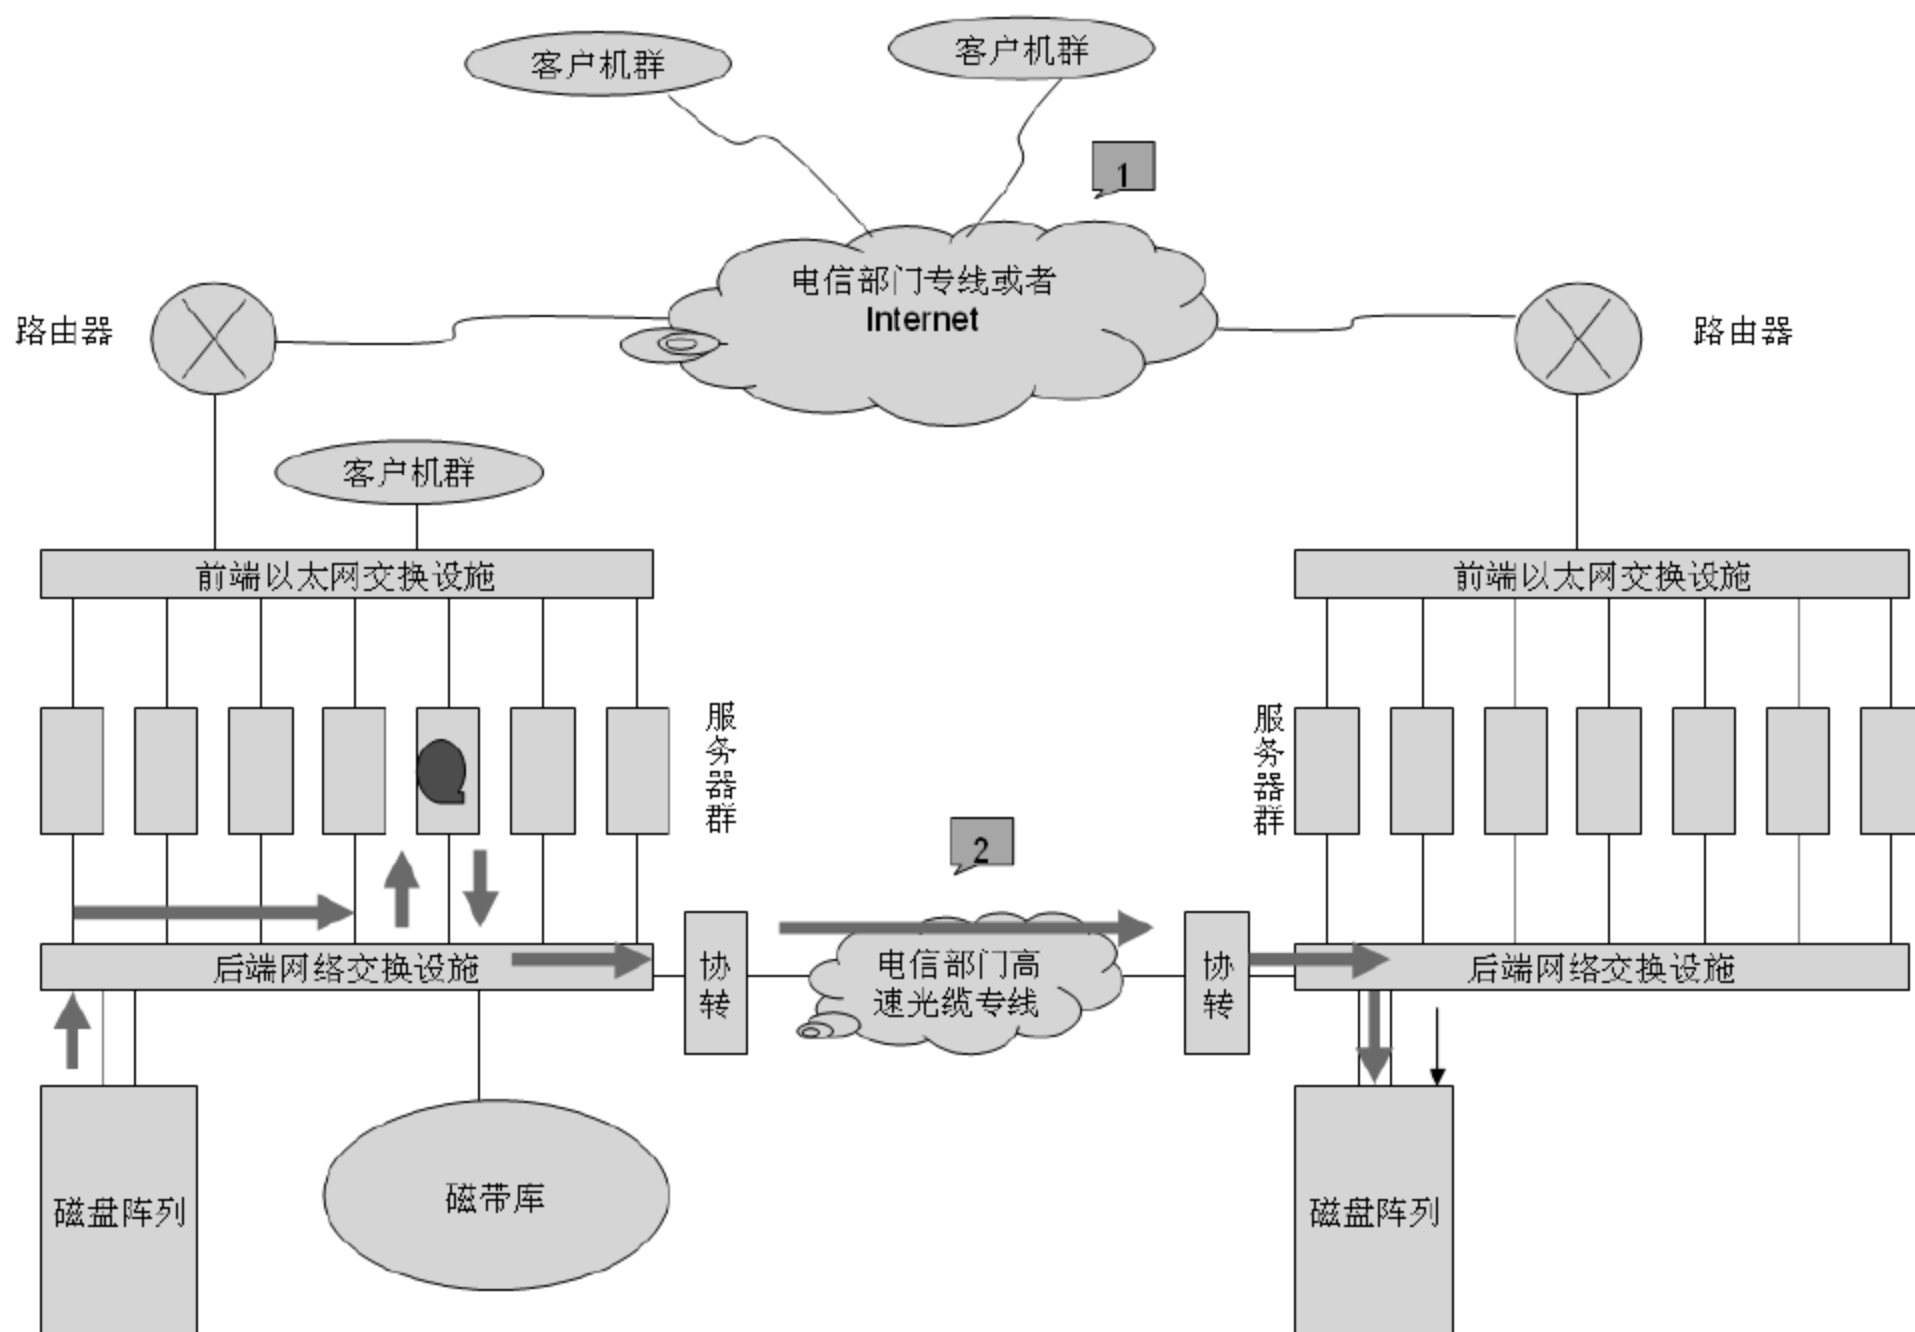 客户机群
客户机群
1
电信部门专线或者
Internet
路由器
路由器
客户机群
前端以太网交换设施
前端以太网交换设施
服务器群
服务器群
2
后端网络交换设施
协转
电信部门高
速光缆专线
协转
后端网络交换设施
磁盘阵列
磁带库
磁盘阵列